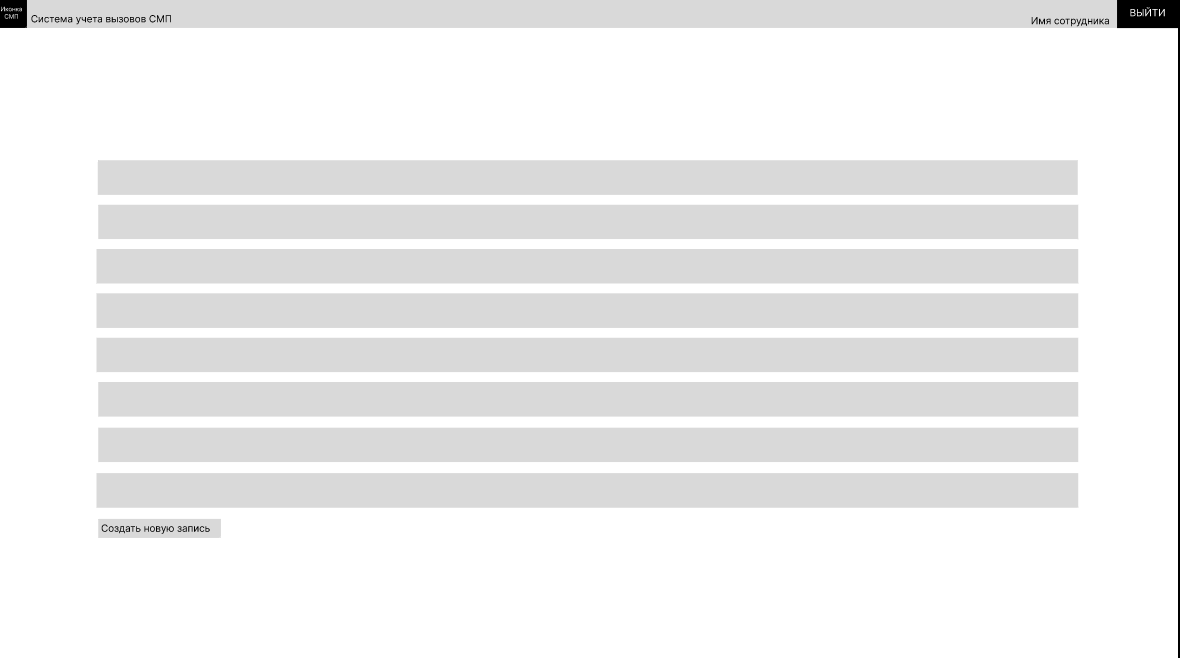 Иконка
СМП
Система учета вызовов СМП
Имя сотрудника
ВЫЙТИ
Создать новую запись